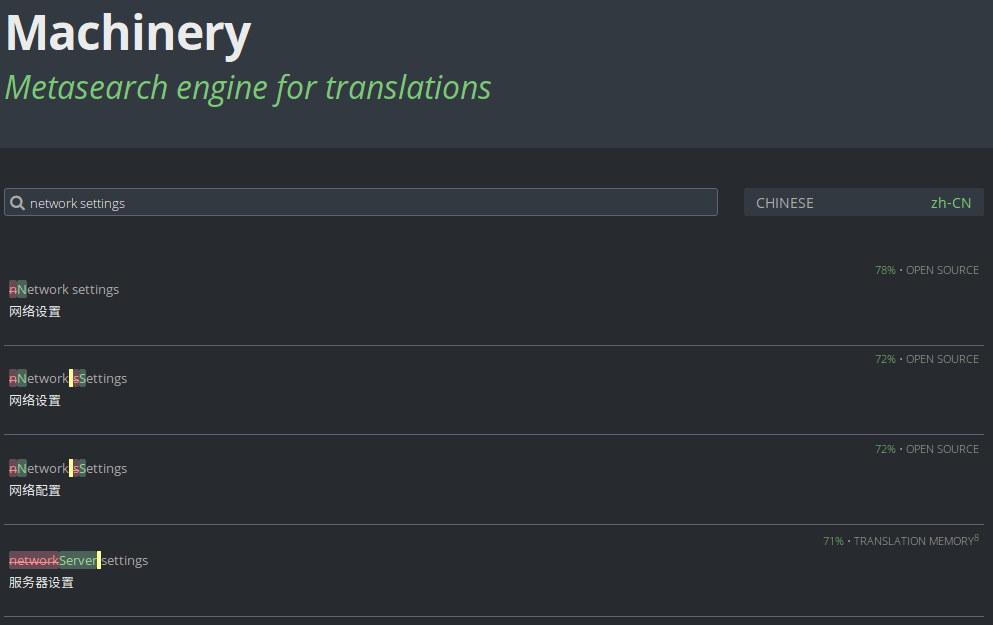 Machinery
Metasearch engine for translations
network settings
CHINESE zh-CN
78% • OPEN SOURCE
nNetwork settings
网络设置
72% • OPEN SOURCE
nNetwork sSettings
网络设置
72% • OPEN SOURCE
nNetwork sSettings
网络配置
71% • TRANSLATION MEMORY6
networkServer settings
服务器设置